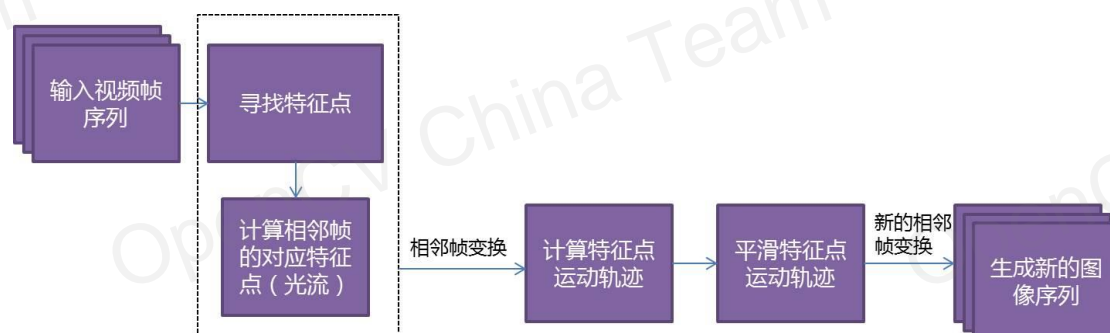 输入视频帧
序列
寻找特征点
计算相邻帧
的对应特征
点（光流）
相邻帧变换
计算特征点
运动轨迹
平滑特征点
运动轨迹
新的相邻
帧变换
生成新的图
像序列
OpenCV China Team